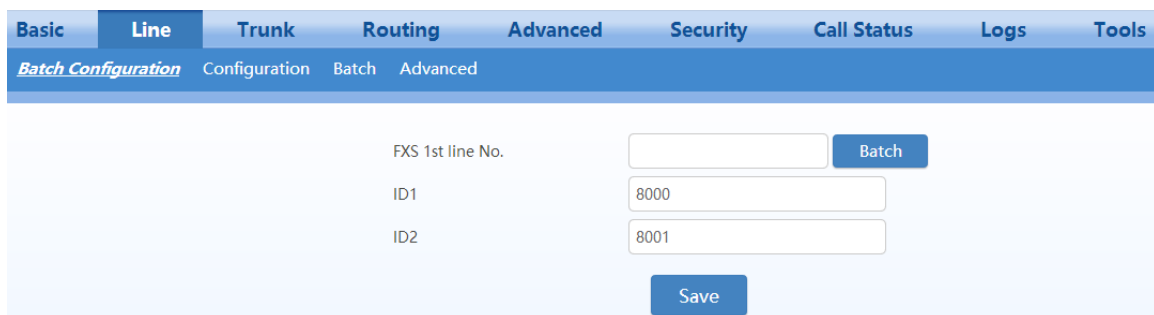 Basic Line Trunk Routing Advanced Security Call Status Logs Tools
Batch Configuration Configuration Batch Advanced
FXS 1st line No. Batch
ID1 8000
ID2 8001
Save